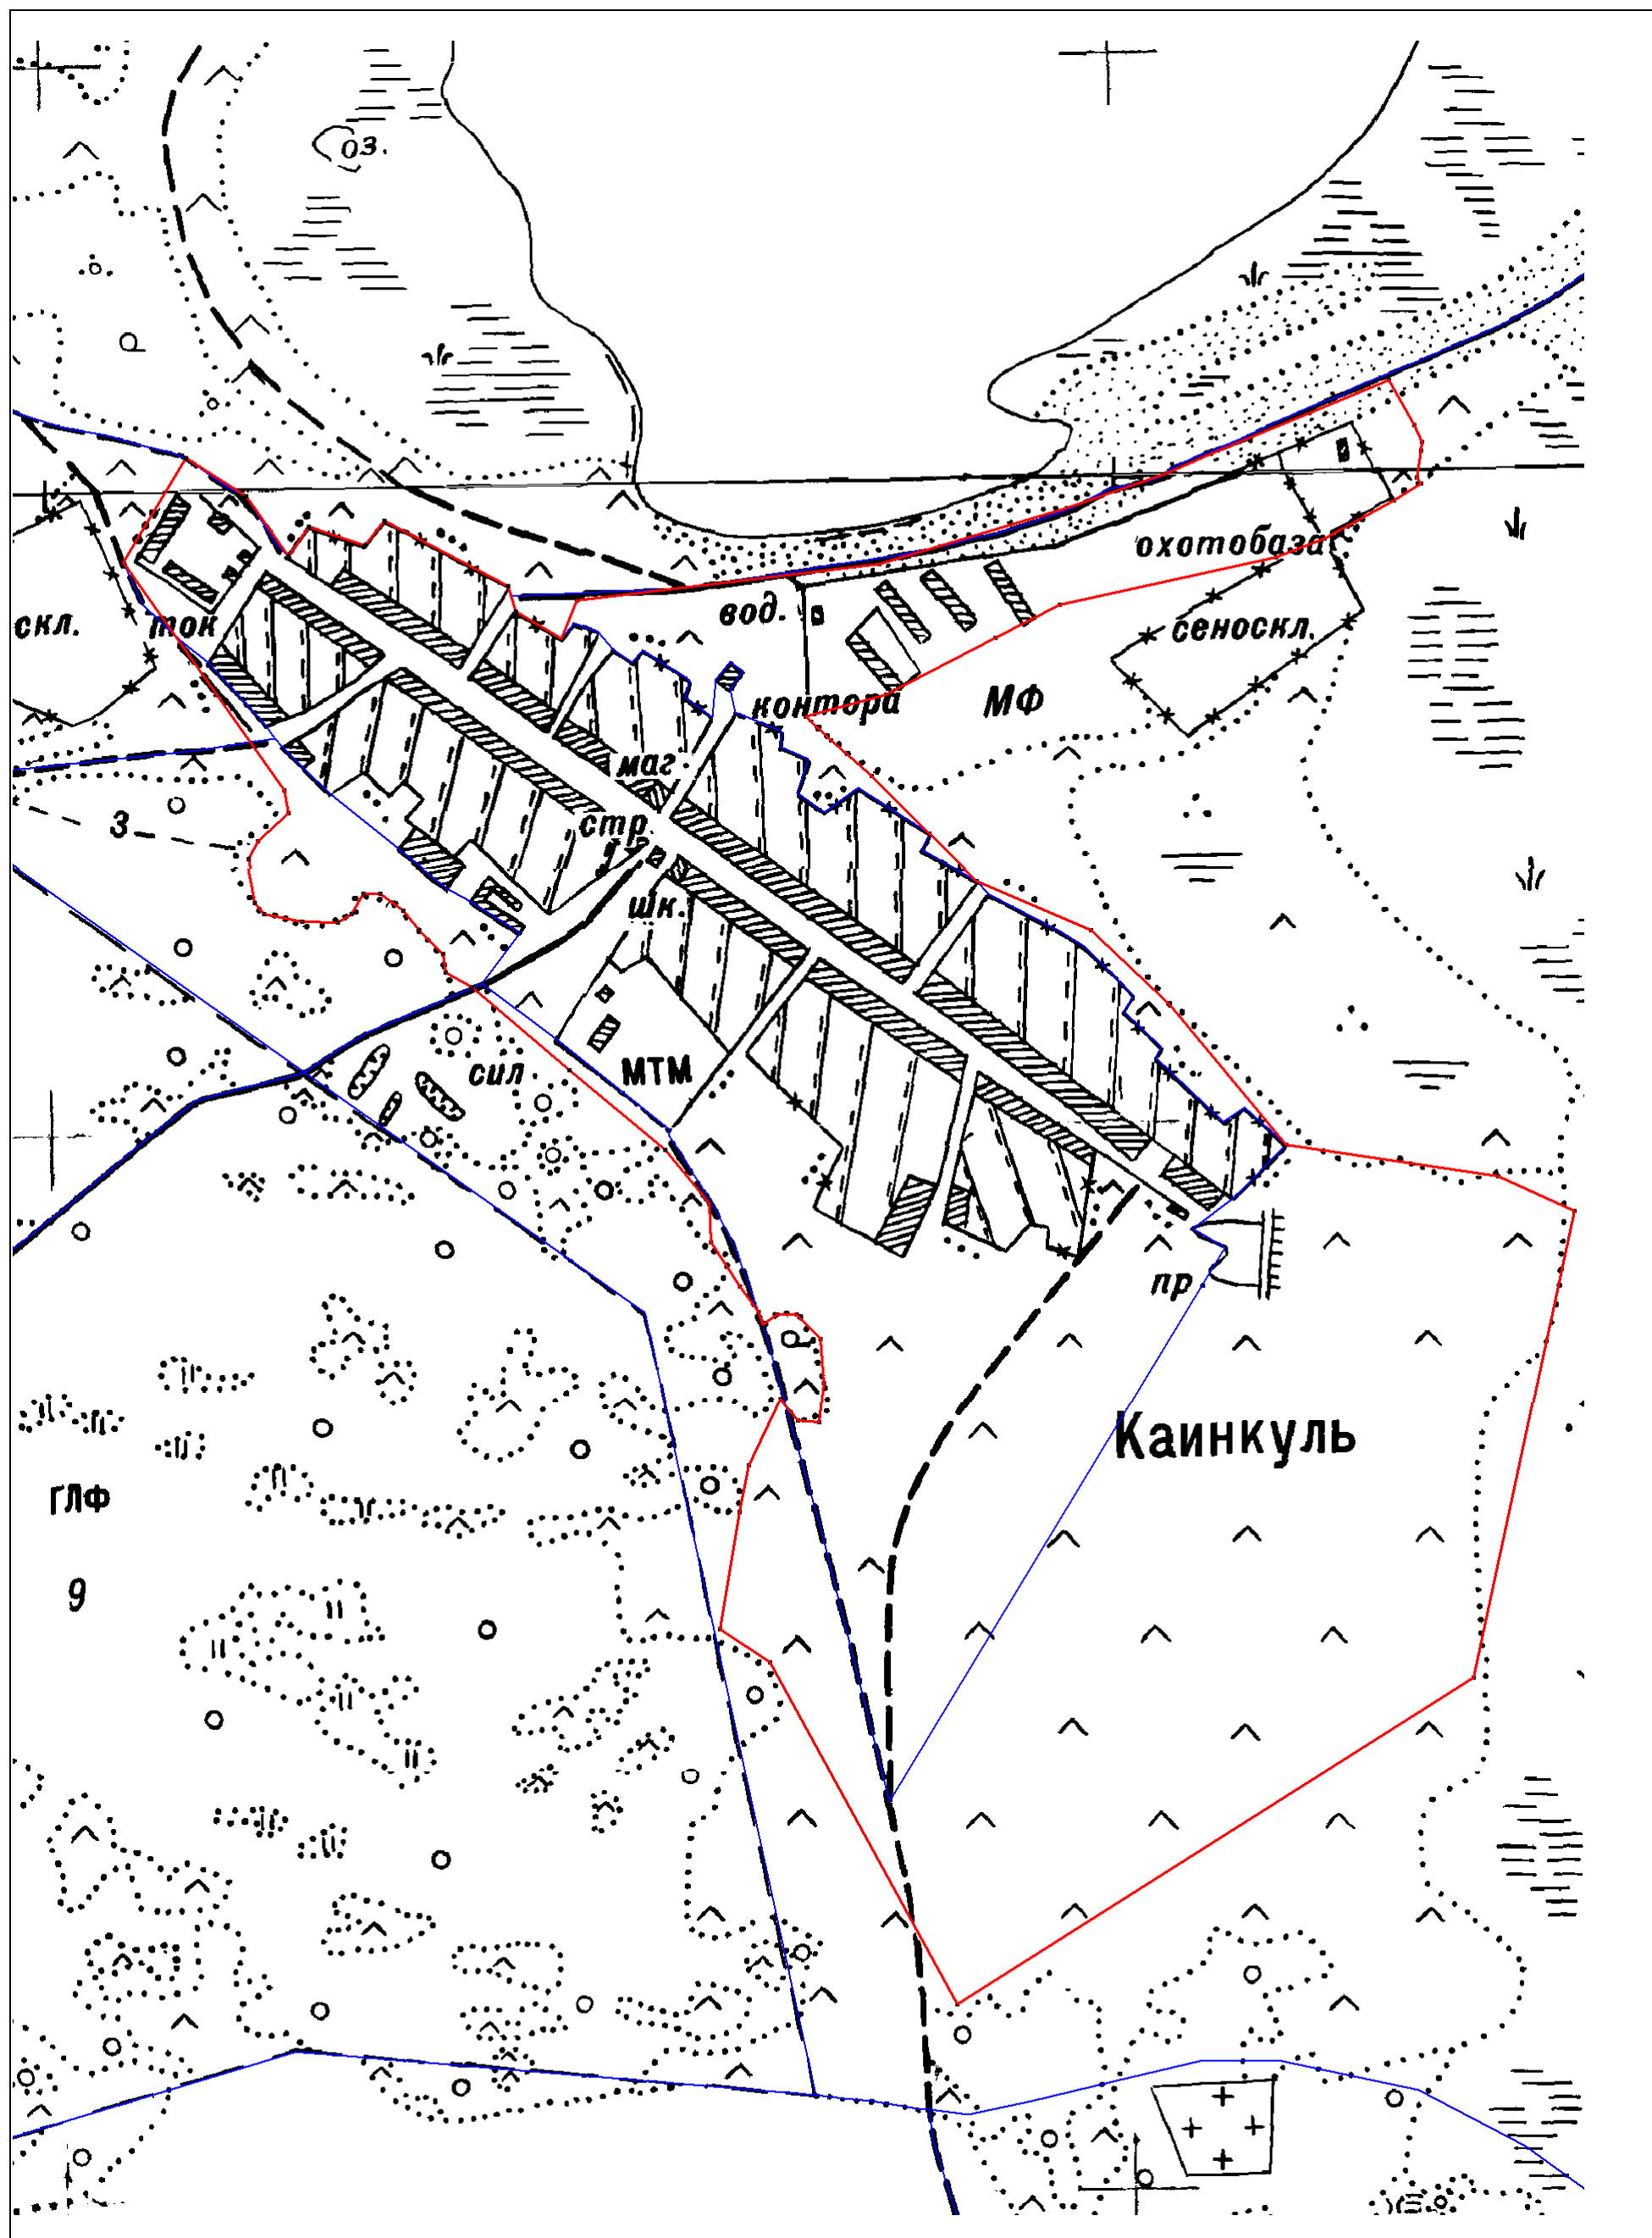 оз.
охотобаза
вод.
ток
скл.
сеноскл.
контора
МФ
маг
стр
3
шк.
сил
МТМ
пр
Каинкуль
ГЛФ
9